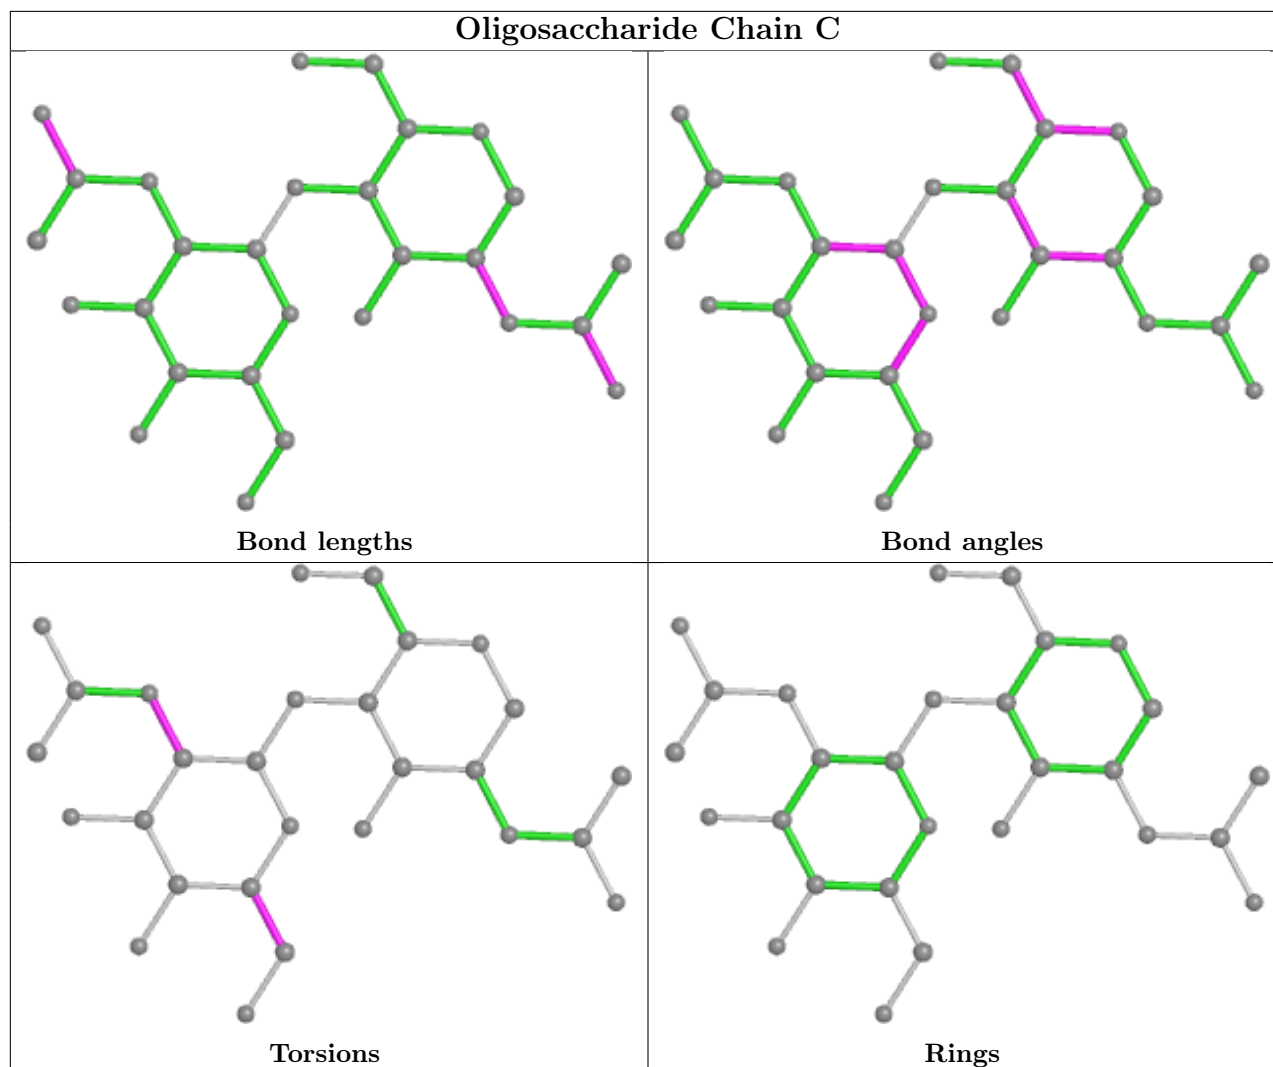 Oligosaccharide Chain C
Bond lengths
Bond angles
Torsions
Rings